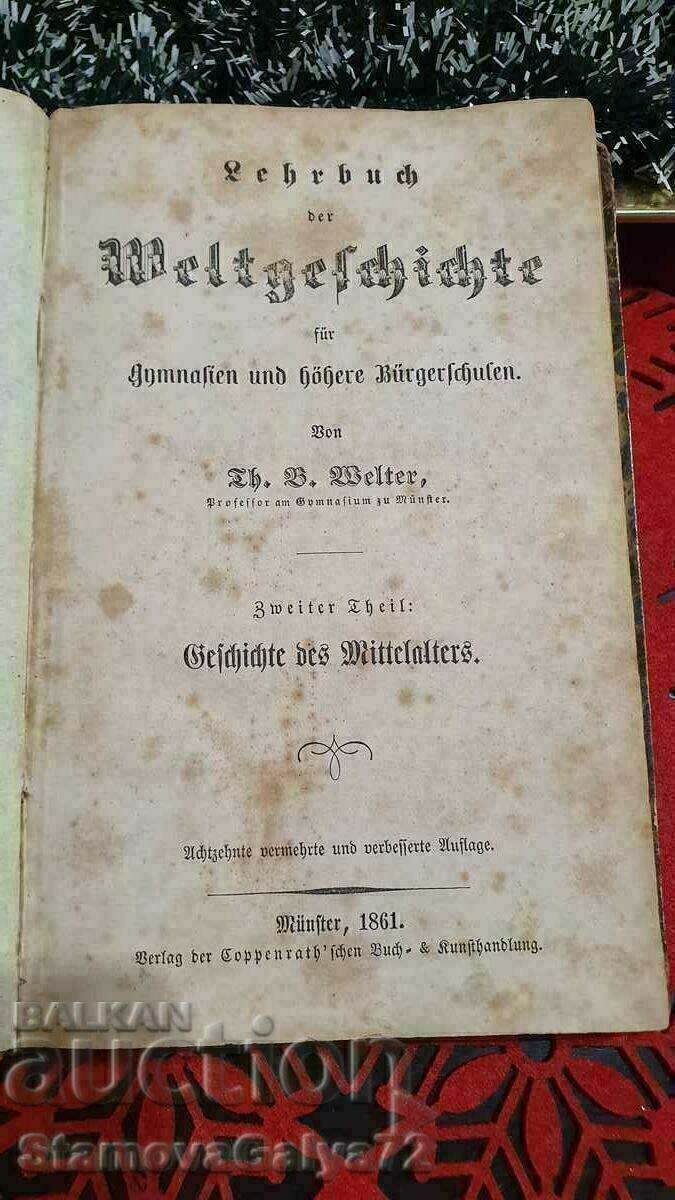 Lehrbuch
der
Weltgeschichte
für
Gymnasien und höhere Bürgerschulen.
Von
Th. B. Welter,
Professor am Gymnasium zu Münster.
Zweiter Theil:
Geschichte des Mittelalters.
Achtzehnte vermehrte und verbesserte Auflage.
Münster, 1861.
Verlag der Coppenrath'schen Buch- & Kunsthandlung.
BALKAN
auction
StamovaGalya72